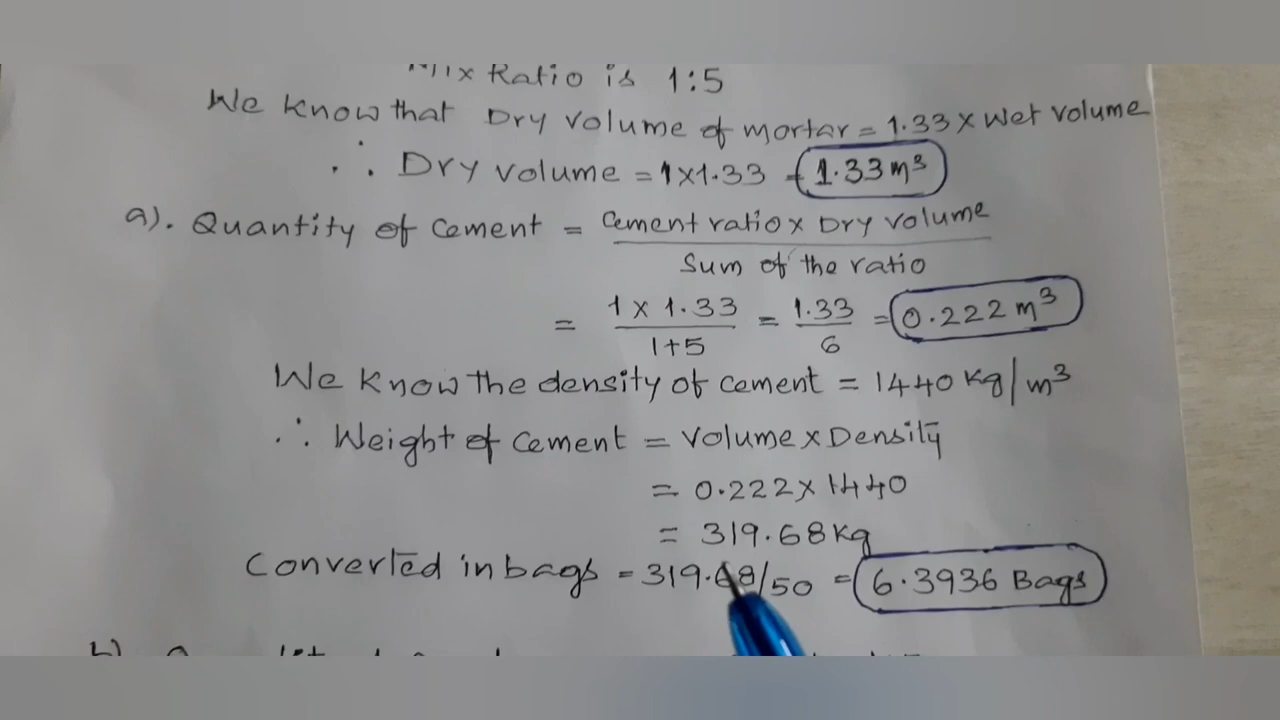 Mix Ratio is 1:5
We know that Dry volume of mortar = 1.33 x wet volume
∴ Dry volume = 1x1.33 = 1.33 m³
a). Quantity of cement = Cement ratio x Dry volume / Sum of the ratio
= 1 x 1.33 / 1+5 = 1.33 / 6 = 0.222 m³
We know the density of cement = 1440 kg/m³
∴ Weight of cement = volume x Density
= 0.222 x 1440
= 319.68 kg
Converted in bags = 319.68/50 = 6.3936 Bags